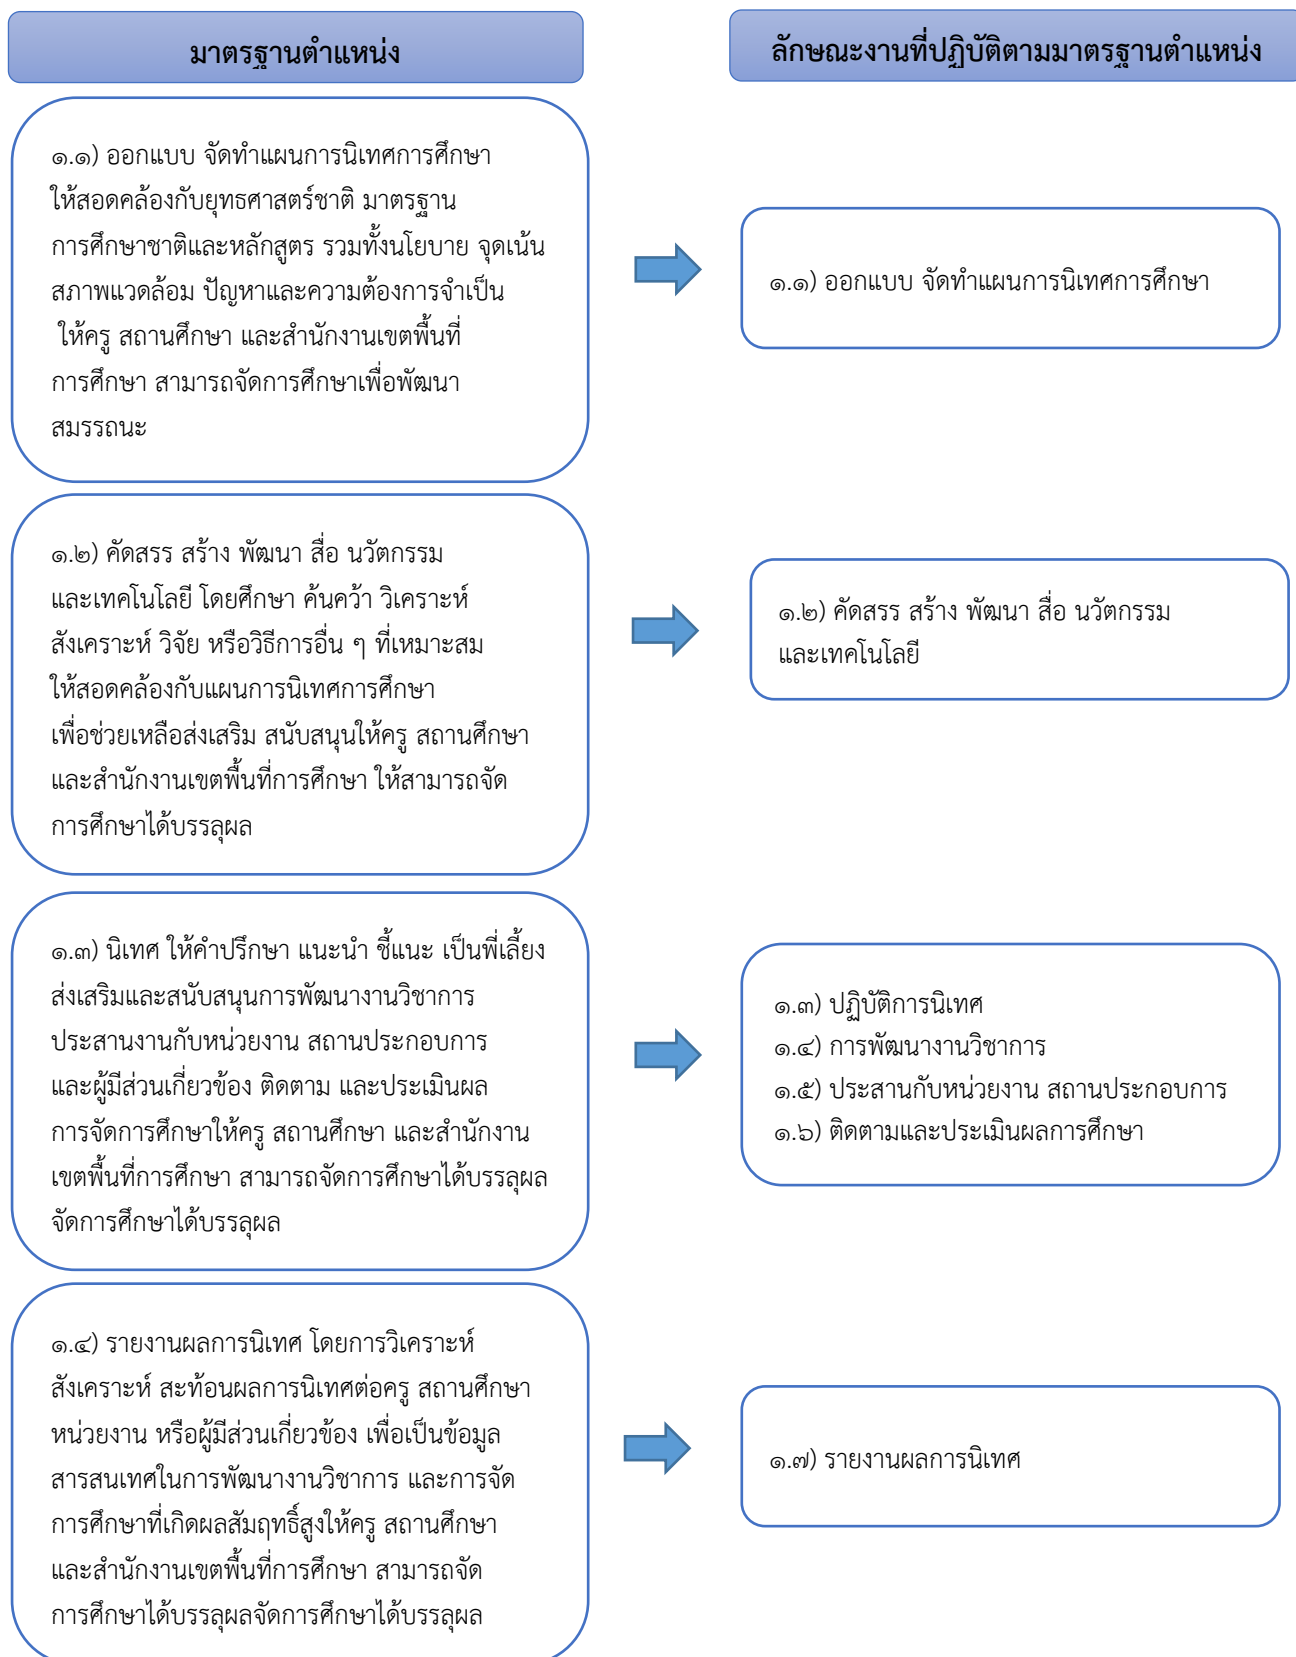 มาตรฐานตำแหน่ง
ลักษณะงานที่ปฏิบัติตามมาตรฐานตำแหน่ง
๑.๑) ออกแบบ จัดทำแผนการนิเทศการศึกษา
ให้สอดคล้องกับยุทธศาสตร์ชาติ มาตรฐาน
การศึกษาชาติและหลักสูตร รวมทั้งนโยบาย จุดเน้น
สภาพแวดล้อม ปัญหาและความต้องการจำเป็น
ให้ครู สถานศึกษา และสำนักงานเขตพื้นที่
การศึกษา สามารถจัดการศึกษาเพื่อพัฒนา
สมรรถนะ
๑.๑) ออกแบบ จัดทำแผนการนิเทศการศึกษา
๑.๒) คัดสรร สร้าง พัฒนา สื่อ นวัตกรรม
และเทคโนโลยี โดยศึกษา ค้นคว้า วิเคราะห์
สังเคราะห์ วิจัย หรือวิธีการอื่น ๆ ที่เหมาะสม
ให้สอดคล้องกับแผนการนิเทศการศึกษา
เพื่อช่วยเหลือส่งเสริม สนับสนุนให้ครู สถานศึกษา
และสำนักงานเขตพื้นที่การศึกษา ให้สามารถจัด
การศึกษาได้บรรลุผล
๑.๒) คัดสรร สร้าง พัฒนา สื่อ นวัตกรรม
และเทคโนโลยี
๑.๓) นิเทศ ให้คำปรึกษา แนะนำ ชี้แนะ เป็นพี่เลี้ยง
ส่งเสริมและสนับสนุนการพัฒนางานวิชาการ
ประสานงานกับหน่วยงาน สถานประกอบการ
และผู้มีส่วนเกี่ยวข้อง ติดตาม และประเมินผล
การจัดการศึกษาให้ครู สถานศึกษา และสำนักงาน
เขตพื้นที่การศึกษา สามารถจัดการศึกษาได้บรรลุผล
จัดการศึกษาได้บรรลุผล
๑.๓) ปฏิบัติการนิเทศ
๑.๔) การพัฒนางานวิชาการ
๑.๕) ประสานกับหน่วยงาน สถานประกอบการ
๑.๖) ติดตามและประเมินผลการศึกษา
๑.๔) รายงานผลการนิเทศ โดยการวิเคราะห์
สังเคราะห์ สะท้อนผลการนิเทศต่อครู สถานศึกษา
หน่วยงาน หรือผู้มีส่วนเกี่ยวข้อง เพื่อเป็นข้อมูล
สารสนเทศในการพัฒนางานวิชาการ และการจัด
การศึกษาที่เกิดผลสัมฤทธิ์สูงให้ครู สถานศึกษา
และสำนักงานเขตพื้นที่การศึกษา สามารถจัด
การศึกษาได้บรรลุผลจัดการศึกษาได้บรรลุผล
๑.๗) รายงานผลการนิเทศ